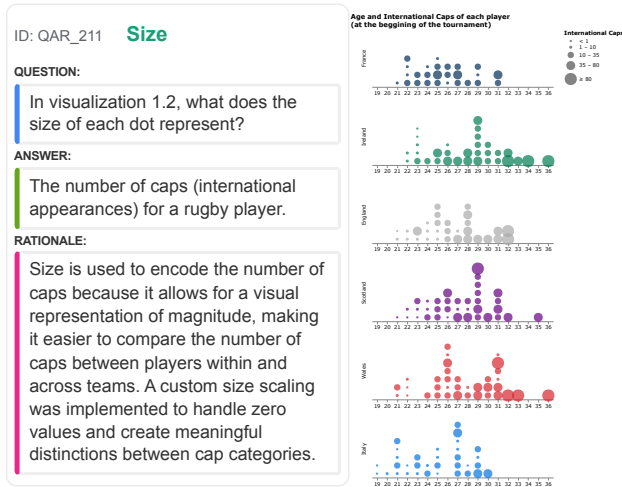 ID: QAR_211 Size
QUESTION:
In visualization 1.2, what does the
size of each dot represent?
ANSWER:
The number of caps (international
appearances) for a rugby player.
RATIONALE:
Size is used to encode the number of
caps because it allows for a visual
representation of magnitude, making
it easier to compare the number of
caps between players within and
across teams. A custom size scaling
was implemented to handle zero
values and create meaningful
distinctions between cap categories.
Age and International Caps of each player
(at the beggining of the tournament)
International Caps
< 1
1 – 10
10 – 35
35 – 80
≥ 80
France
19 20 21 22 23 24 25 26 27 28 29 30 31 32 33 34 35 36
Ireland
19 20 21 22 23 24 25 26 27 28 29 30 31 32 33 34 35 36
England
19 20 21 22 23 24 25 26 27 28 29 30 31 32 33 34 35 36
Scotland
19 20 21 22 23 24 25 26 27 28 29 30 31 32 33 34 35 36
Wales
19 20 21 22 23 24 25 26 27 28 29 30 31 32 33 34 35 36
Italy
19 20 21 22 23 24 25 26 27 28 29 30 31 32 33 34 35 36